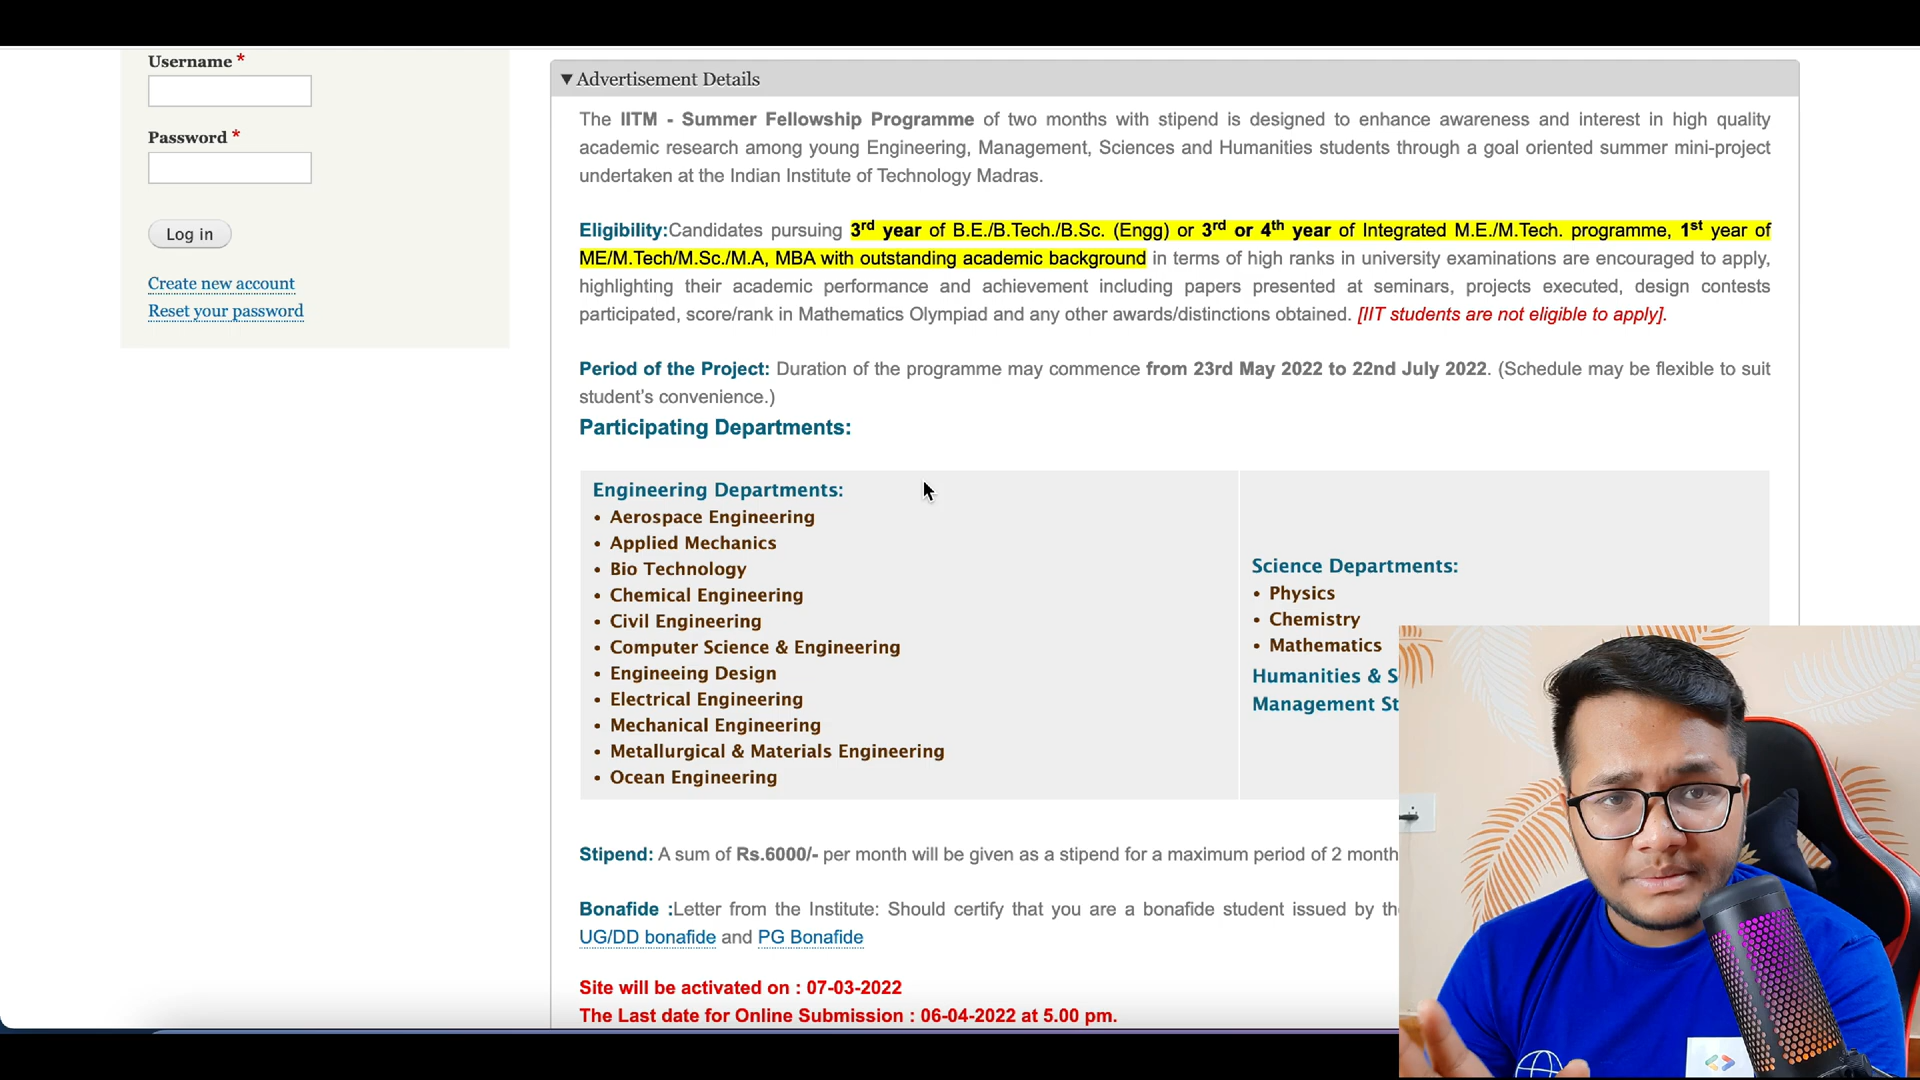 Username *
Password *
Log in
Create new account
Reset your password
▼Advertisement Details
The IITM - Summer Fellowship Programme of two months with stipend is designed to enhance awareness and interest in high quality
academic research among young Engineering, Management, Sciences and Humanities students through a goal oriented summer mini-project
undertaken at the Indian Institute of Technology Madras.
Eligibility:Candidates pursuing 3rd year of B.E./B.Tech./B.Sc. (Engg) or 3rd or 4th year of Integrated M.E./M.Tech. programme, 1st year of
ME/M.Tech/M.Sc./M.A, MBA with outstanding academic background in terms of high ranks in university examinations are encouraged to apply,
highlighting their academic performance and achievement including papers presented at seminars, projects executed, design contests
participated, score/rank in Mathematics Olympiad and any other awards/distinctions obtained. [IIT students are not eligible to apply].
Period of the Project: Duration of the programme may commence from 23rd May 2022 to 22nd July 2022. (Schedule may be flexible to suit
student's convenience.)
Participating Departments:
Engineering Departments:
• Aerospace Engineering
• Applied Mechanics
• Bio Technology
• Chemical Engineering
• Civil Engineering
• Computer Science & Engineering
• Engineeing Design
• Electrical Engineering
• Mechanical Engineering
• Metallurgical & Materials Engineering
• Ocean Engineering
Science Departments:
• Physics
• Chemistry
• Mathematics
Humanities & S
Management St
Stipend: A sum of Rs.6000/- per month will be given as a stipend for a maximum period of 2 month
Bonafide :Letter from the Institute: Should certify that you are a bonafide student issued by th
UG/DD bonafide and PG Bonafide
Site will be activated on : 07-03-2022
The Last date for Online Submission : 06-04-2022 at 5.00 pm.